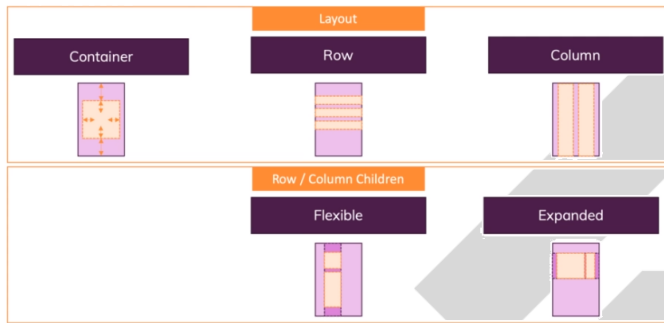 Layout
Container
Row
Column
Row / Column Children
Flexible
Expanded